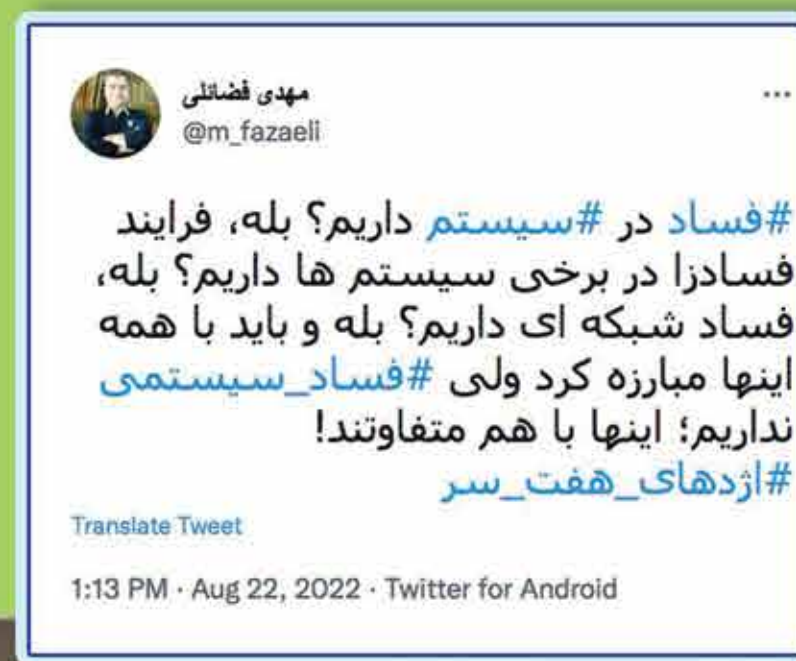 مهدی فضائلی
@m_fazaeli
#فساد در #سیستم داریم؟ بله، فرایند
فسادزا در برخی سیستم ها داریم؟ بله،
فساد شبکه ای داریم؟ بله و باید با همه
اینها مبارزه کرد ولی #فساد_سیستمی
نداریم؛ اینها با هم متفاوتند!
#اژدهای_هفت_سر
Translate Tweet
1:13 PM · Aug 22, 2022 · Twitter for Android